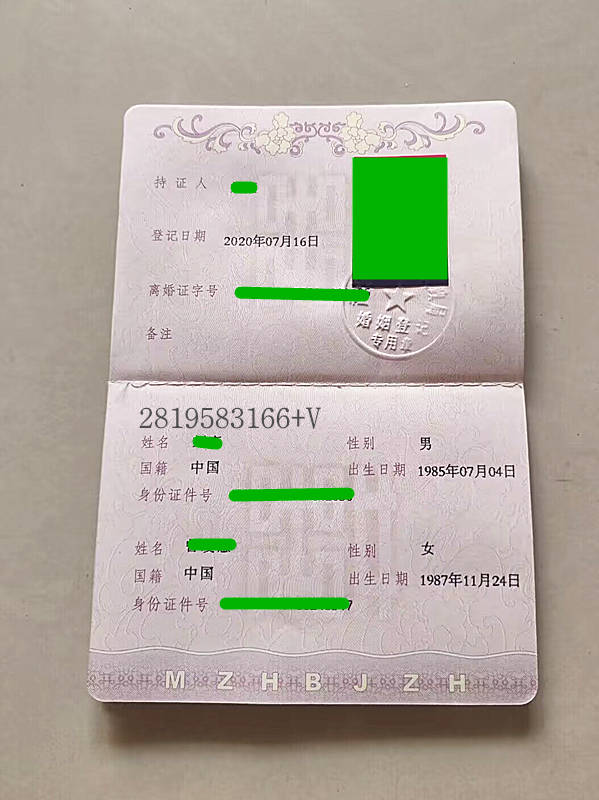 持证人
登记日期 2020年07月16日
离婚证字号
婚姻登记
专用章
备注
2819583166+V
姓名 性别 男
国籍 中国 出生日期 1985年07月04日
身份证件号
姓名 性别 女
国籍 中国 出生日期 1987年11月24日
身份证件号
MZHBJZH